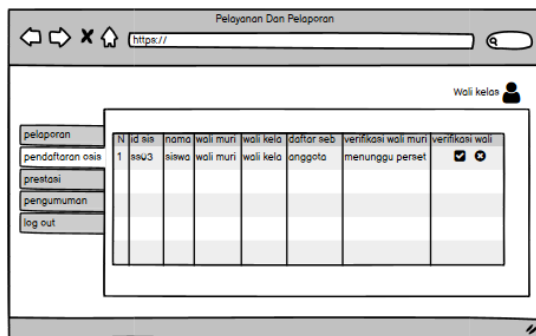 Pelayanan Dan Pelaporan
https://
Wali kelas
pelaporan
pendaftaran osis
prestasi
pengumuman
log out
N id sis nama wali muri wali kela daftar seb verifikasi wali muri verifikasi wali
1 ss03 siswa wali muri wali kela anggota menunggu perset